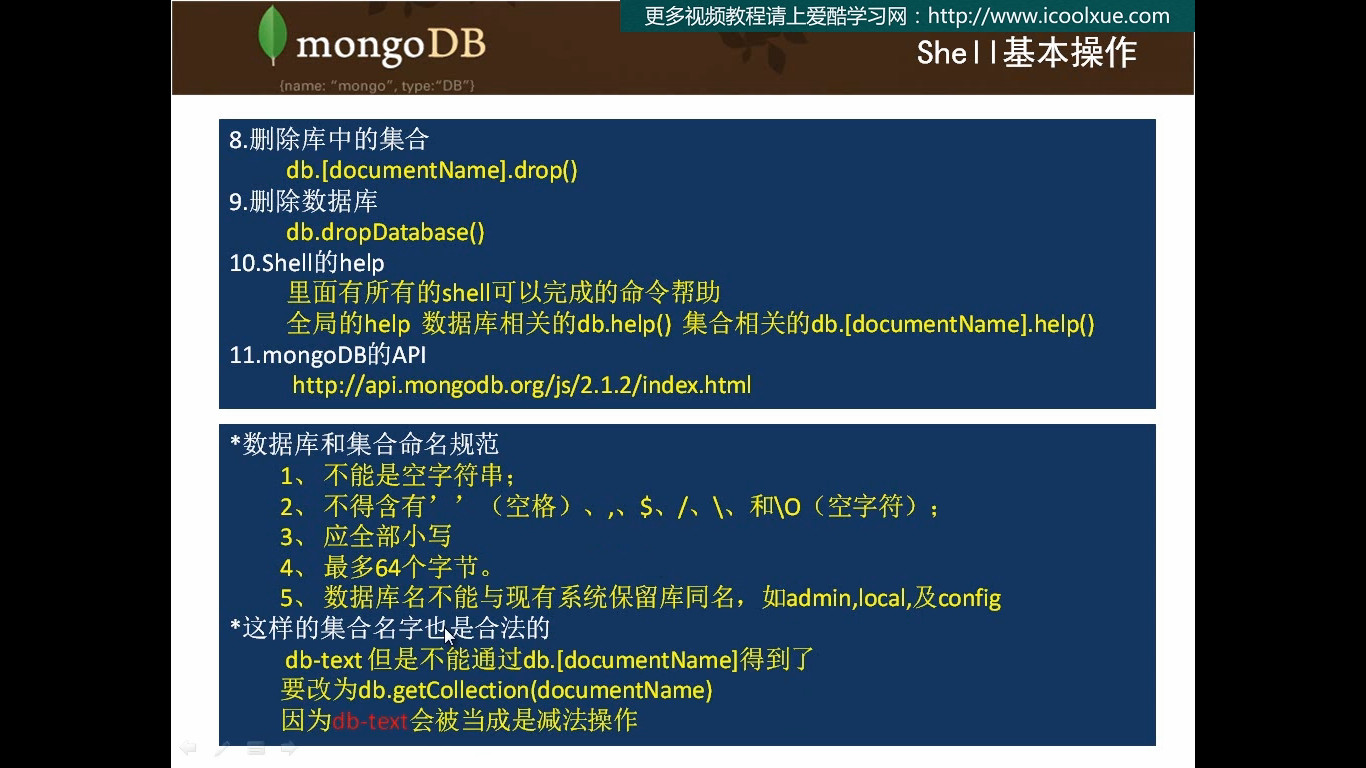 更多视频教程请上爱酷学习网：http://www.icoolxue.com
mongoDB
{name: “mongo”, type:“DB”}
Shell基本操作
8.删除库中的集合
db.[documentName].drop()
9.删除数据库
db.dropDatabase()
10.Shell的help
里面有所有的shell可以完成的命令帮助
全局的help 数据库相关的db.help() 集合相关的db.[documentName].help()
11.mongoDB的API
http://api.mongodb.org/js/2.1.2/index.html
*数据库和集合命名规范
1、 不能是空字符串；
2、 不得含有’ ’（空格）、,、$、/、\、和\O（空字符）；
3、 应全部小写
4、 最多64个字节。
5、 数据库名不能与现有系统保留库同名，如admin,local,及config
*这样的集合名字也是合法的
db-text 但是不能通过db.[documentName]得到了
要改为db.getCollection(documentName)
因为db-text会被当成是减法操作